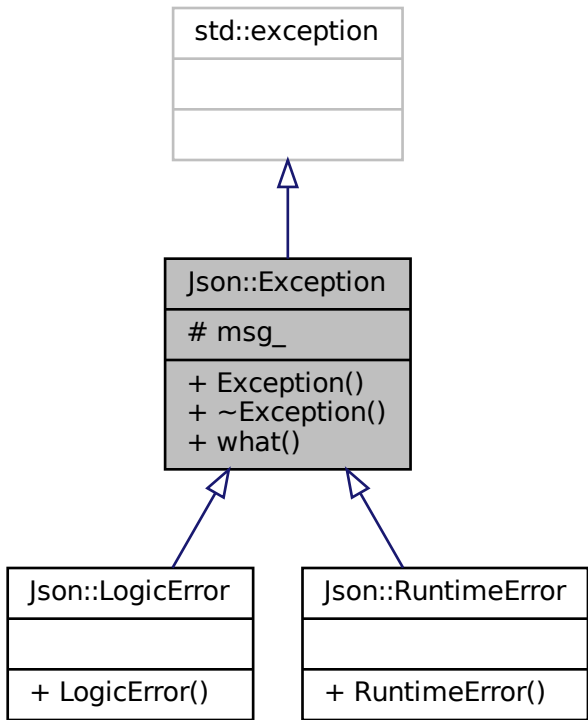 std::exception
Json::Exception
# msg_
+ Exception()
+ ~Exception()
+ what()
Json::LogicError
+ LogicError()
Json::RuntimeError
+ RuntimeError()